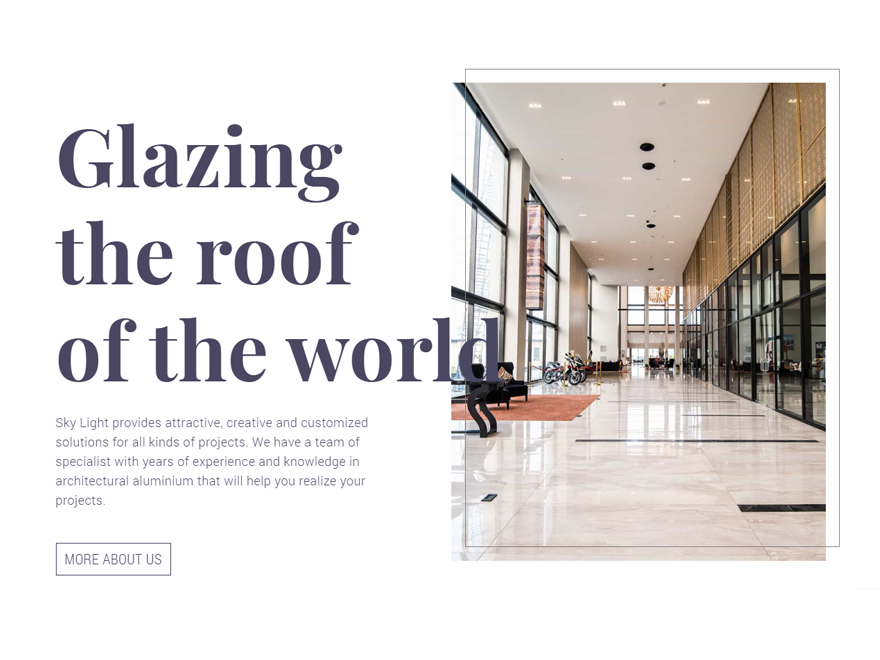 Glazing
the roof
of the world
Sky Light provides attractive, creative and customized
solutions for all kinds of projects. We have a team of
specialist with years of experience and knowledge in
architectural aluminium that will help you realize your
projects.
MORE ABOUT US